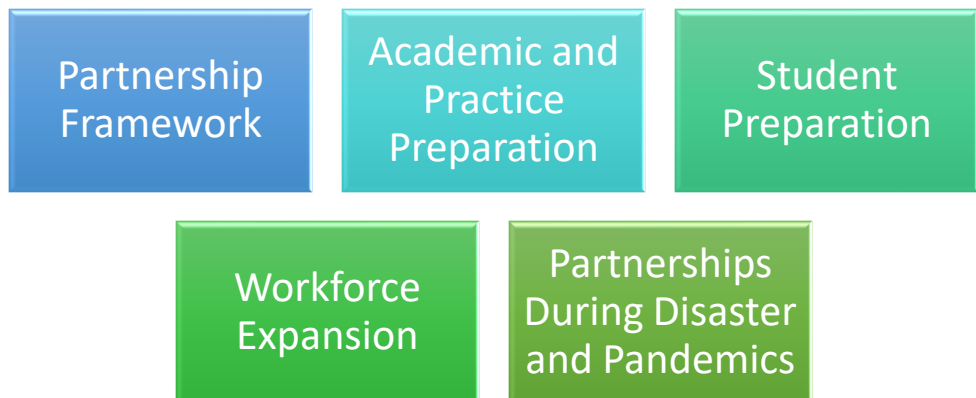 Partnership
Framework
Academic and
Practice
Preparation
Student
Preparation
Workforce
Expansion
Partnerships
During Disaster
and Pandemics